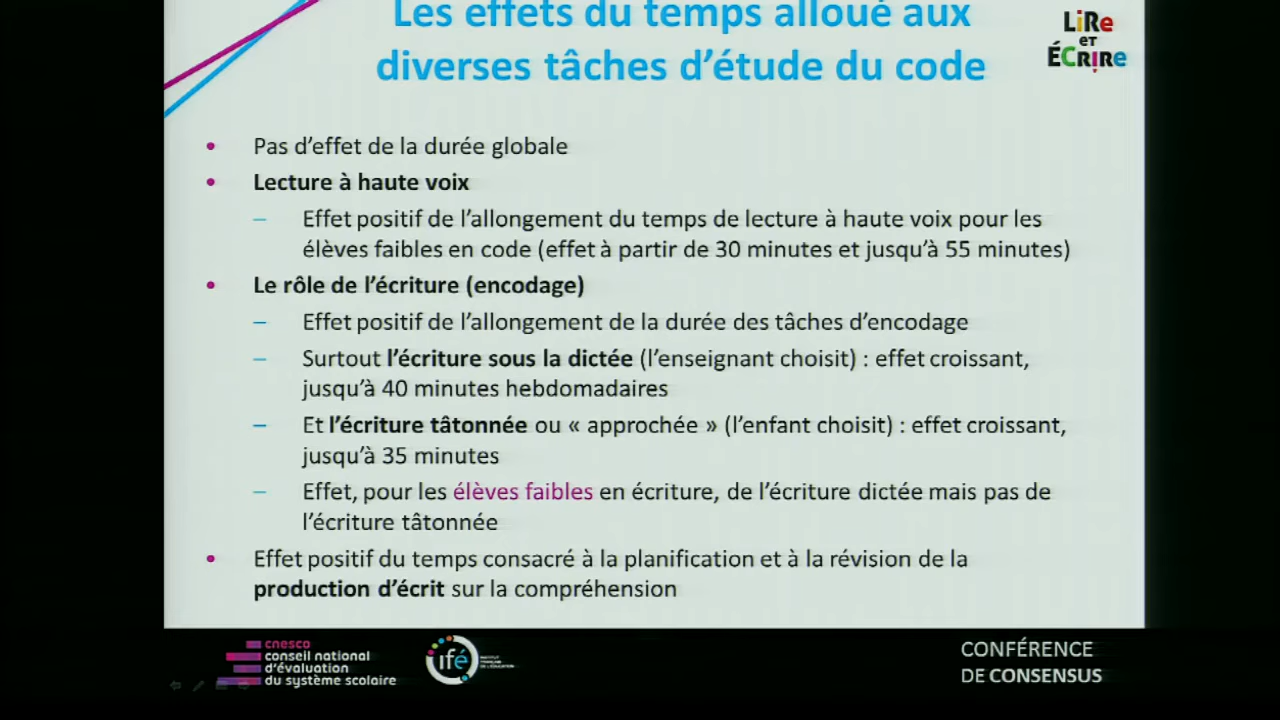 Les effets du temps alloué aux
diverses tâches d'étude du code
LiRe
ET
ÉCRIRe
• Pas d'effet de la durée globale
• Lecture à haute voix
– Effet positif de l'allongement du temps de lecture à haute voix pour les
élèves faibles en code (effet à partir de 30 minutes et jusqu'à 55 minutes)
• Le rôle de l'écriture (encodage)
– Effet positif de l'allongement de la durée des tâches d'encodage
– Surtout l'écriture sous la dictée (l'enseignant choisit) : effet croissant,
jusqu'à 40 minutes hebdomadaires
– Et l'écriture tâtonnée ou « approchée » (l'enfant choisit) : effet croissant,
jusqu'à 35 minutes
– Effet, pour les élèves faibles en écriture, de l'écriture dictée mais pas de
l'écriture tâtonnée
• Effet positif du temps consacré à la planification et à la révision de la
production d'écrit sur la compréhension
cnesco
conseil national
d'évaluation
du système scolaire
ifé
CONFÉRENCE
DE CONSENSUS